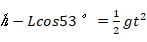 h − Lcos53 ° = 1/2 gt²